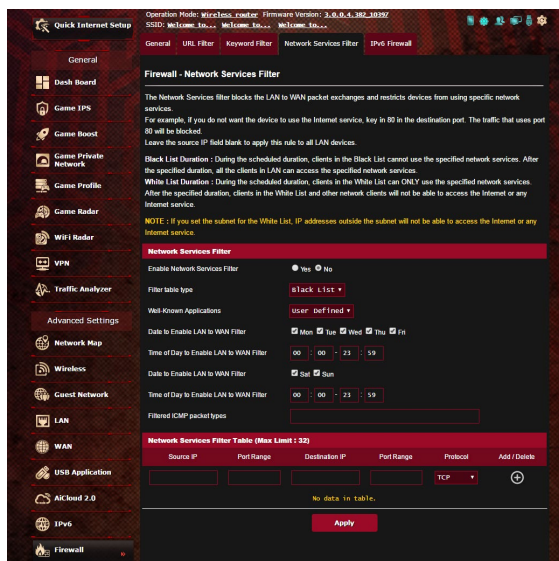 Quick Internet Setup
General
Dash Board
Game IPS
Game Boost
Game Private
Network
Game Profile
Game Radar
WiFi Radar
VPN
Traffic Analyzer
Advanced Settings
Network Map
Wireless
Guest Network
LAN
WAN
USB Application
AiCloud 2.0
IPv6
Firewall
Operation Mode: Wireless router Firmware Version: 3.0.0.4.382_10397
SSID: Welcome to... Welcome to... Welcome to...
General URL Filter Keyword Filter Network Services Filter IPv6 Firewall
Firewall - Network Services Filter
The Network Services filter blocks the LAN to WAN packet exchanges and restricts devices from using specific network
services.
For example, if you do not want the device to use the Internet service, key in 80 in the destination port. The traffic that uses port
80 will be blocked.
Leave the source IP field blank to apply this rule to all LAN devices.
Black List Duration : During the scheduled duration, clients in the Black List cannot use the specified network services. After
the specified duration, all the clients in LAN can access the specified network services.
White List Duration : During the scheduled duration, clients in the White List can ONLY use the specified network services.
After the specified duration, clients in the White List and other network clients will not be able to access the Internet or any
Internet service.
NOTE : If you set the subnet for the White List, IP addresses outside the subnet will not be able to access the Internet or any
Internet service.
Network Services Filter
Enable Network Services Filter Yes No
Filter table type Black List
Well-Known Applications User Defined
Date to Enable LAN to WAN Filter Mon Tue Wed Thu Fri
Time of Day to Enable LAN to WAN Filter 00 : 00 - 23 : 59
Date to Enable LAN to WAN Filter Sat Sun
Time of Day to Enable LAN to WAN Filter 00 : 00 - 23 : 59
Filtered ICMP packet types
Network Services Filter Table (Max Limit : 32)
Source IP Port Range Destination IP Port Range Protocol Add / Delete
TCP
No data in table.
Apply